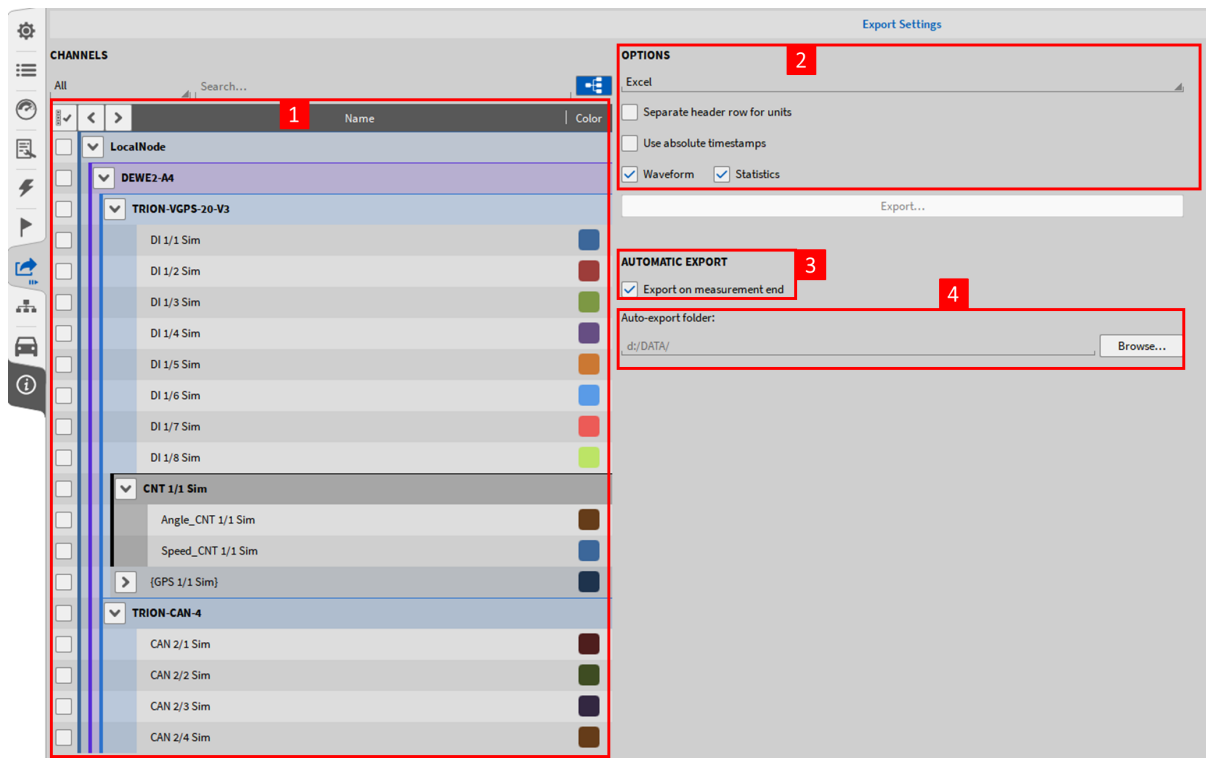 Export Settings
CHANNELS
All
Search...
1
Name
Color
LocalNode
DEWE2-A4
TRION-VGPS-20-V3
DI 1/1 Sim
DI 1/2 Sim
DI 1/3 Sim
DI 1/4 Sim
DI 1/5 Sim
DI 1/6 Sim
DI 1/7 Sim
DI 1/8 Sim
CNT 1/1 Sim
Angle_CNT 1/1 Sim
Speed_CNT 1/1 Sim
{GPS 1/1 Sim}
TRION-CAN-4
CAN 2/1 Sim
CAN 2/2 Sim
CAN 2/3 Sim
CAN 2/4 Sim
OPTIONS
2
Excel
Separate header row for units
Use absolute timestamps
Waveform Statistics
Export...
AUTOMATIC EXPORT
3
Export on measurement end
4
Auto-export folder:
d:/DATA/
Browse...